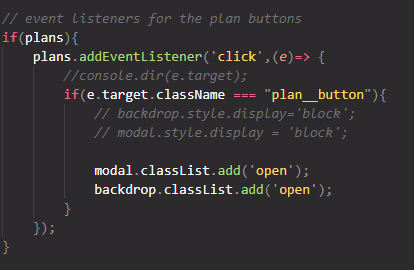 // event listeners for the plan buttons
if(plans){
    plans.addEventListener('click',(e)=> {
        //console.dir(e.target);
        if(e.target.className === "plan__button"){
            // backdrop.style.display='block';
            // modal.style.display = 'block';

            modal.classList.add('open');
            backdrop.classList.add('open');
        }
    });
}